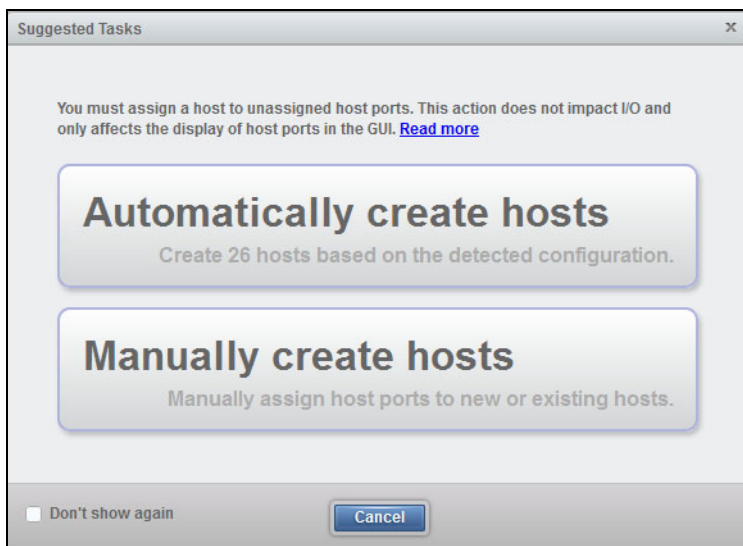 Suggested Tasks
x
You must assign a host to unassigned host ports. This action does not impact I/O and
only affects the display of host ports in the GUI. Read more
Automatically create hosts
Create 26 hosts based on the detected configuration.
Manually create hosts
Manually assign host ports to new or existing hosts.
Don't show again
Cancel